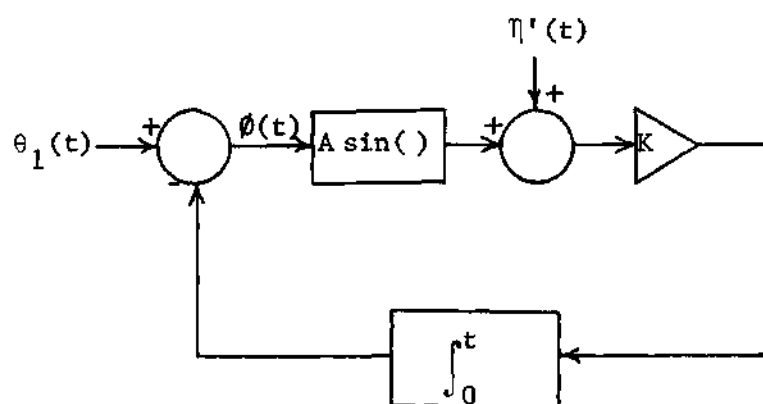 η'(t)
+
θ1(t)
+
Ø(t)
A sin( )
+
K
-
∫0t